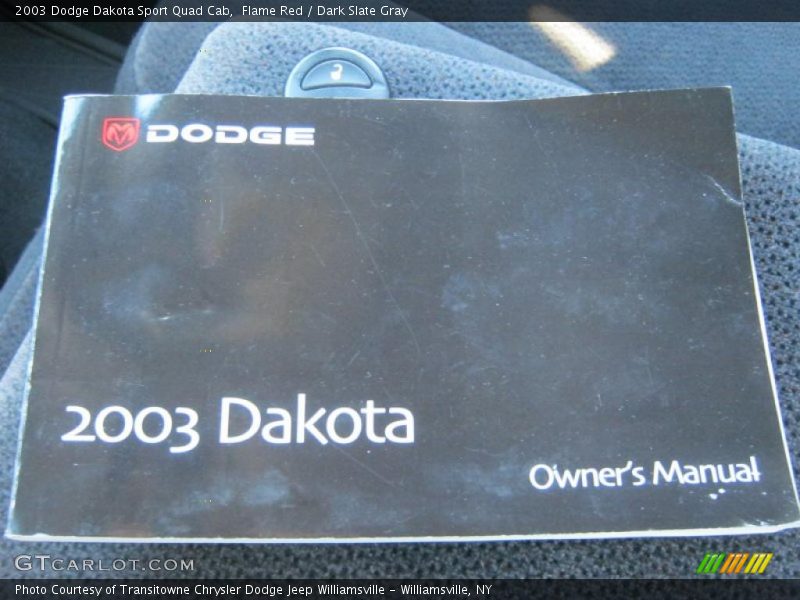 2003 Dodge Dakota Sport Quad Cab,  Flame Red / Dark Slate Gray
DODGE
2003 Dakota
Owner's Manual
GTCARLOT.COM
Photo Courtesy of Transitowne Chrysler Dodge Jeep Williamsville – Williamsville, NY